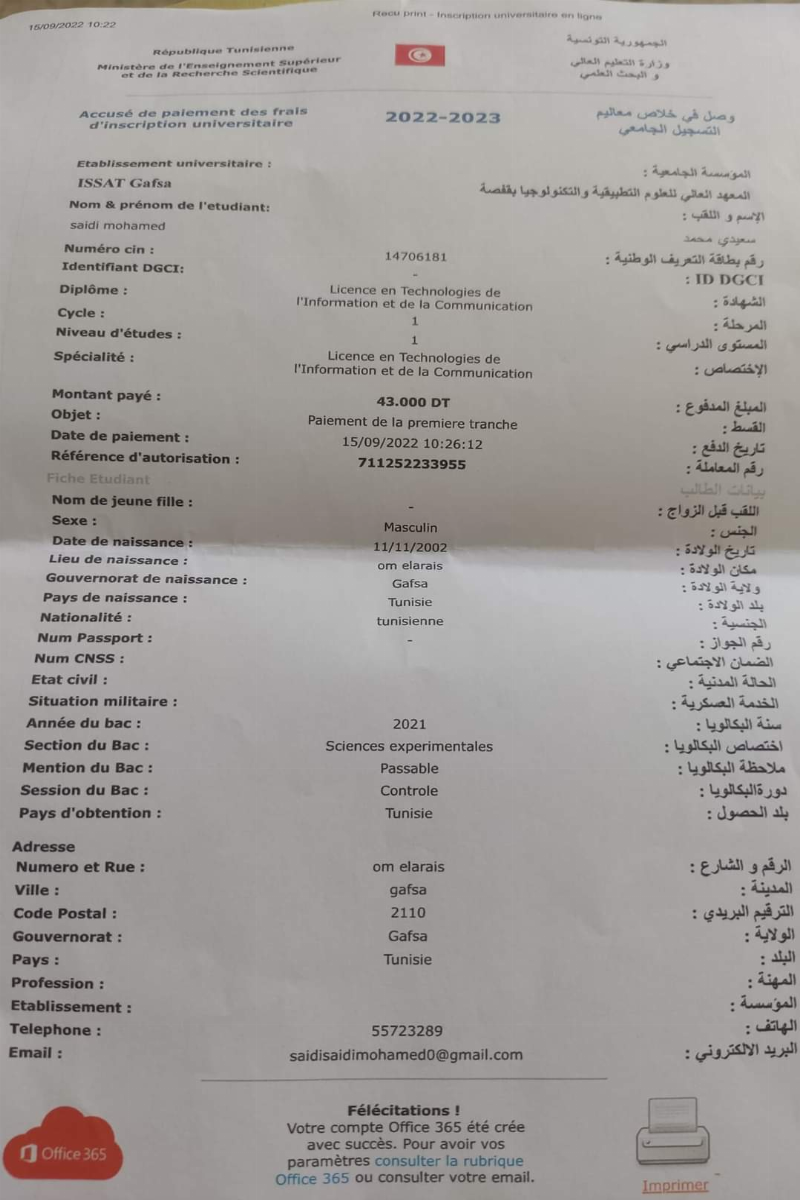 15/09/2022 10:22
Recu print - Inscription universitaire en ligne
République Tunisienne
Ministère de l'Enseignement Supérieur
et de la Recherche Scientifique
الجمهورية التونسية
وزارة التعليم العالي
و البحث العلمي
Accusé de paiement des frais
d'inscription universitaire
2022-2023
وصل في خلاص معاليم
التسجيل الجامعي
Etablissement universitaire :
المؤسسة الجامعية :
ISSAT Gafsa
المعهد العالي للعلوم التطبيقية والتكنولوجيا بقفصة
Nom & prénom de l'etudiant:
الإسم و اللقب :
saidi mohamed
سعيدي محمد
Numéro cin : 14706181 رقم بطاقة التعريف الوطنية :
Identifiant DGCI: - ID DGCI :
Diplôme : Licence en Technologies de الشهادة :
l'Information et de la Communication
Cycle : 1 المرحلة :
Niveau d'études : 1 المستوى الدراسي :
Spécialité : Licence en Technologies de الإختصاص :
l'Information et de la Communication
Montant payé : 43.000 DT المبلغ المدفوع :
Objet : Paiement de la premiere tranche القسط :
Date de paiement : 15/09/2022 10:26:12 تاريخ الدفع :
Référence d'autorisation : 711252233955 رقم المعاملة :
Fiche Etudiant بيانات الطالب
Nom de jeune fille : - اللقب قبل الزواج :
Sexe : Masculin الجنس :
Date de naissance : 11/11/2002 تاريخ الولادة :
Lieu de naissance : om elarais مكان الولادة :
Gouvernorat de naissance : Gafsa ولاية الولادة :
Pays de naissance : Tunisie بلد الولادة :
Nationalité : tunisienne الجنسية :
Num Passport : - رقم الجواز :
Num CNSS : الضمان الاجتماعي :
Etat civil : الحالة المدنية :
Situation militaire : الخدمة العسكرية :
Année du bac : 2021 سنة البكالويا :
Section du Bac : Sciences experimentales اختصاص البكالويا :
Mention du Bac : Passable ملاحظة البكالويا :
Session du Bac : Controle دورةالبكالويا :
Pays d'obtention : Tunisie بلد الحصول :
Adresse
Numero et Rue : om elarais الرقم و الشارع :
Ville : gafsa المدينة :
Code Postal : 2110 الترقيم البريدي :
Gouvernorat : Gafsa الولاية :
Pays : Tunisie البلد :
Profession : المهنة :
Etablissement : المؤسسة :
Telephone : 55723289 الهاتف :
Email : saidisaidimohamed0@gmail.com البريد الالكتروني :
Félécitations !
Votre compte Office 365 été crée
avec succès. Pour avoir vos
paramètres consulter la rubrique
Office 365 ou consulter votre email.
Office 365
Imprimer